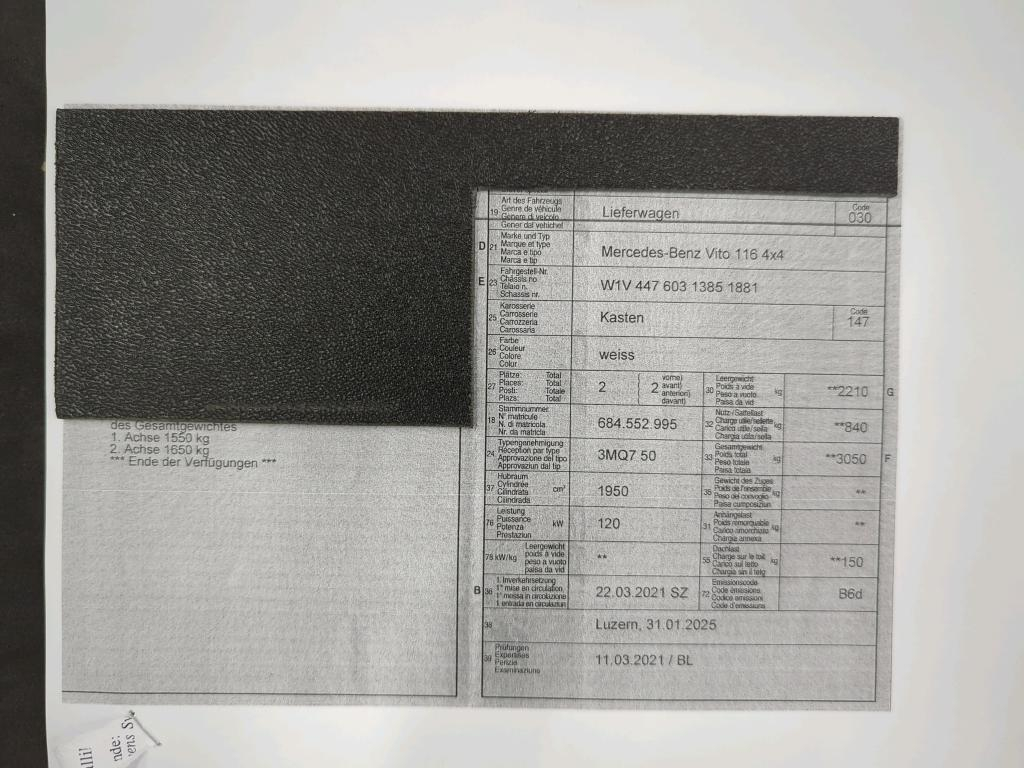 des Gesamtgewichtes
1. Achse 1550 kg
2. Achse 1650 kg
*** Ende der Verfügungen ***
19 Art des Fahrzeugs
Genre de véhicule
Genere di veicolo
Gener dal vehichel
Lieferwagen
Code
030
D 21 Marke und Typ
Marque et type
Marca e tipo
Marca e tip
Mercedes-Benz Vito 116 4x4
E 23 Fahrgestell-Nr.
Châssis no
Telaio n.
Schassis nr.
W1V 447 603 1385 1881
25 Karosserie
Carrosserie
Carrozzeria
Carossaria
Kasten
Code
147
26 Farbe
Couleur
Colore
Colur
weiss
27 Plätze: Total
Places: Total
Posti: Totale
Plazs: Total
2
2
vorne)
avant)
anteriori)
davant)
30 Leergewicht
Poids à vide
Peso a vuoto
Paisa da vid
kg
**2210 G
18 Stammnummer
N° matricule
N. di matricola
Nr. da matricla
684.552.995
32 Nutz-/Sattellast
Charge utile/sellette
Carico utile/sella
Chargia utila/sella
kg
**840
24 Typengenehmigung
Réception par type
Approvazione del tipo
Approvaziun dal tip
3MQ7 50
33 Gesamtgewicht
Poids total
Peso totale
Paisa totala
kg
**3050 F
37 Hubraum
Cylindrée
Cilindrata
Cilindrada
cm³
1950
35 Gewicht des Zuges
Poids de l'ensemble
Peso del convoglio
Paisa cumposiziun
kg
**
76 Leistung
Puissance
Potenza
Prestaziun
kW
120
31 Anhängelast
Poids remorquable
Carico rimorchiato
Chargia annexa
kg
**
78 kW/kg Leergewicht
poids à vide
peso a vuoto
paisa da vid
**
55 Dachlast
Charge sur le toit
Carico sul tetto
Chargia sin il tetg
kg
**150
B 36 1. Inverkehrsetzung
1re mise en circulation
1a messa in circolazione
1. entrada en circulaziun
22.03.2021 SZ
72 Emissionscode
Code émissions
Codice emissioni
Code d'emissiuns
B6d
38
Luzern, 31.01.2025
39 Prüfungen
Expertises
Perizie
Examinaziuns
11.03.2021 / BL
nde: